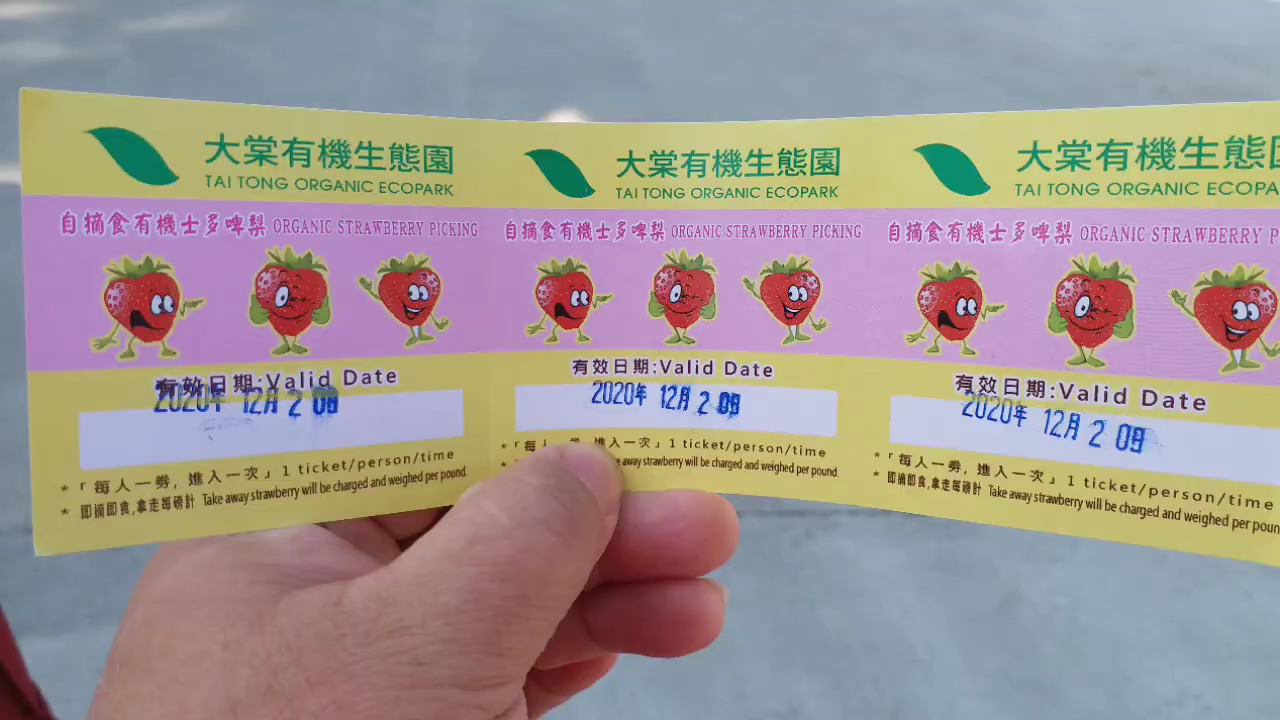 大棠有機生態園
TAI TONG ORGANIC ECOPARK
自摘食有機士多啤梨 ORGANIC STRAWBERRY PICKING
有效日期:Valid Date
2020年 12月 2
*「每人一券, 進入一次」1 ticket/person/time
* 即摘即食,拿走每磅計 Take away strawberry will be charged and weighed per pound.
大棠有機生態園
TAI TONG ORGANIC ECOPARK
自摘食有機士多啤梨 ORGANIC STRAWBERRY PICKING
有效日期:Valid Date
2020年 12月 2
*「每人 進入一次」1 ticket/person/time
* away strawberry will be charged and weighed per pound.
大棠有機生態
TAI TONG ORGANIC ECOPA
自摘食有機士多啤梨 ORGANIC STRAWBERRY P
有效日期:Valid Date
2020年 12月 2
*「每人一券, 進入一次」1 ticket/person/time
* 即摘即食,拿走每磅計 Take away strawberry will be charged and weighed per poun